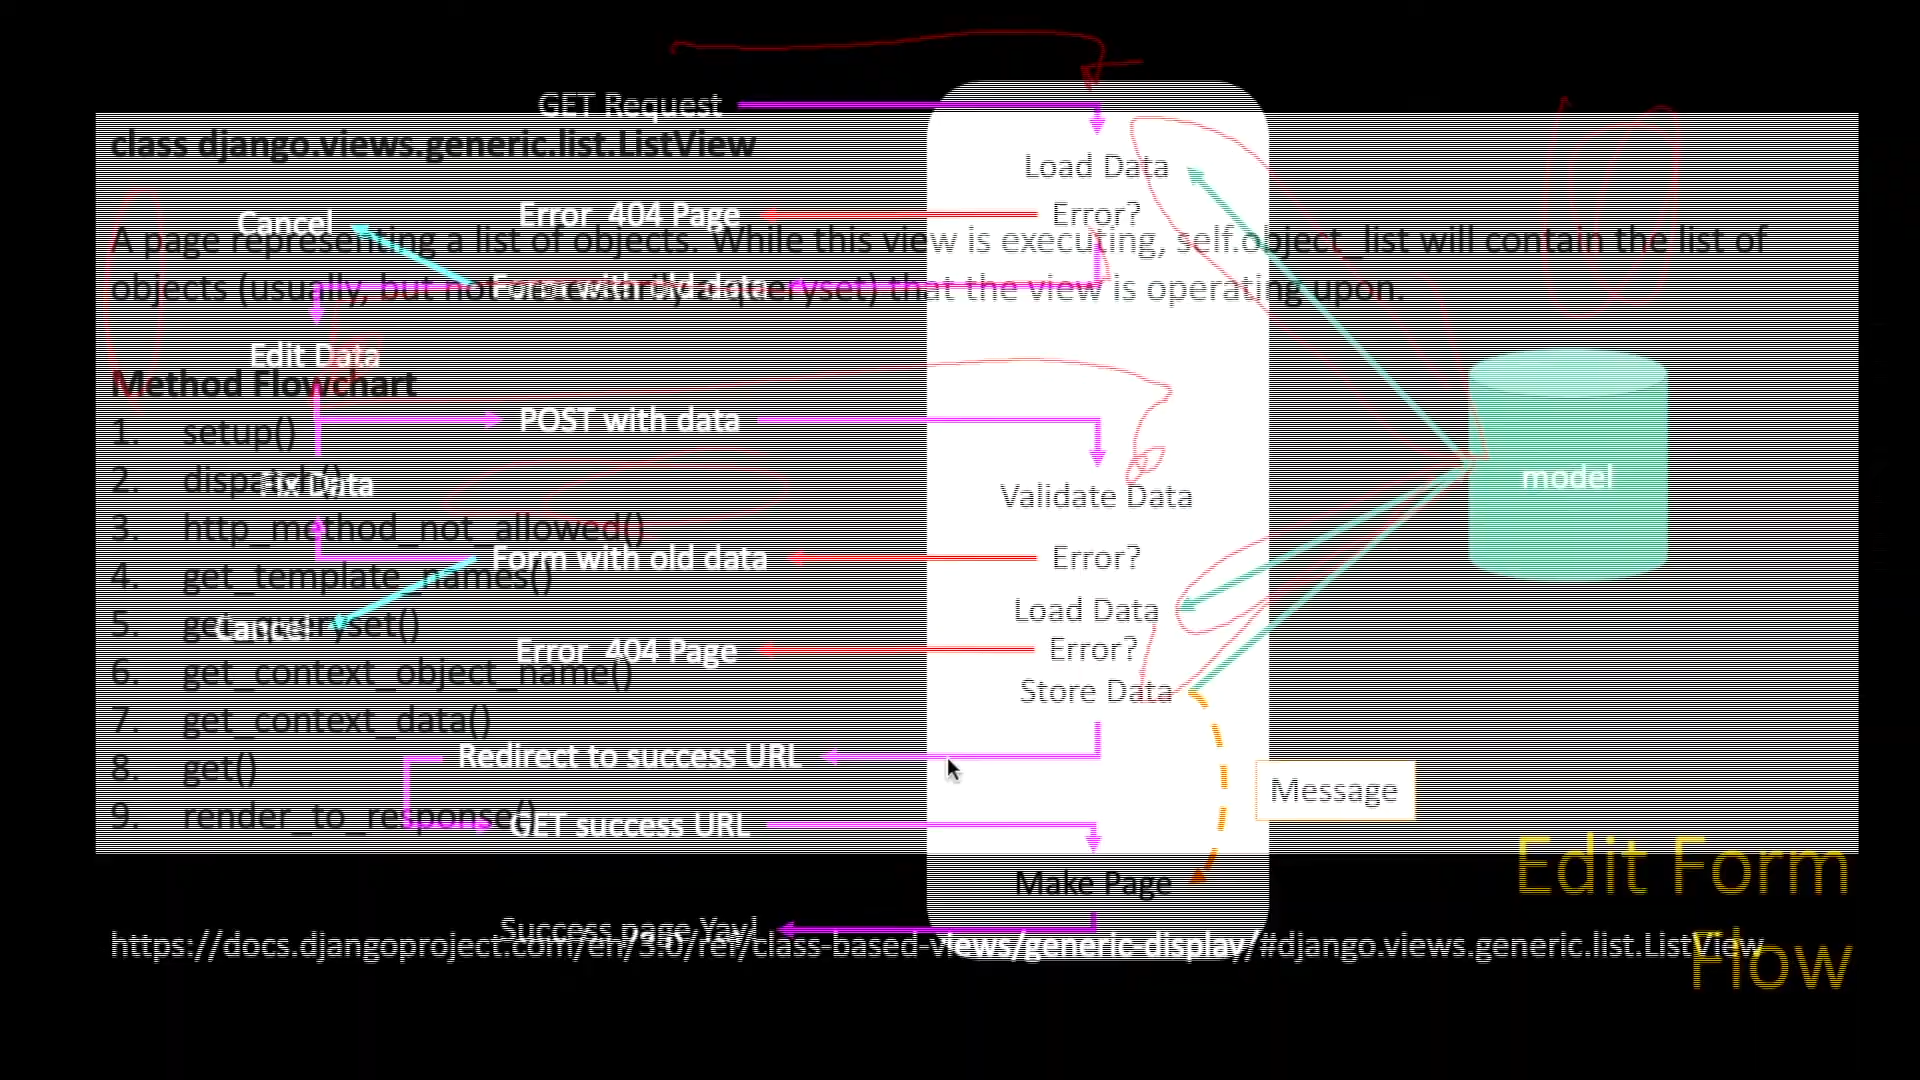 GET Request
class django.views.generic.list.ListView
Load Data
Error 404 Page
Error?
Cancel
A page representing a list of objects. While this view is executing, self.object_list will contain the list of
objects (usually, but not necessarily a queryset) that the view is operating upon.
Form with old data
Edit Data
Method Flowchart
POST with data
1. setup()
model
2. dispatch()
Fix Data
Validate Data
3. http_method_not_allowed()
Form with old data
Error?
4. get_template_names()
Load Data
5. get_queryset()
Cancel
Error 404 Page
Error?
6. get_context_object_name()
Store Data
7. get_context_data()
Redirect to success URL
8. get()
Message
9. render_to_response()
GET success URL
Make Page
Edit Form
Flow
Success page Yay!
https://docs.djangoproject.com/en/3.0/ref/class-based-views/generic-display/#django.views.generic.list.ListView